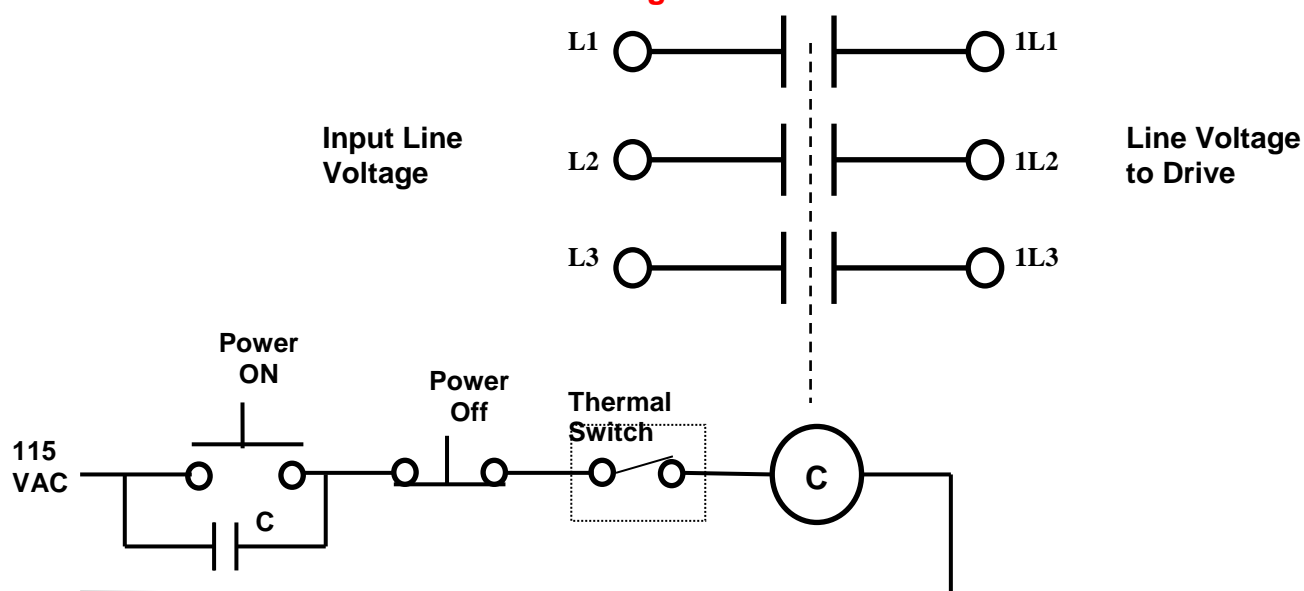 L1
1L1
Input Line
Voltage
L2
1L2
Line Voltage
to Drive
L3
1L3
Power
ON
Power
Off
Thermal
Switch
115
VAC
C
C